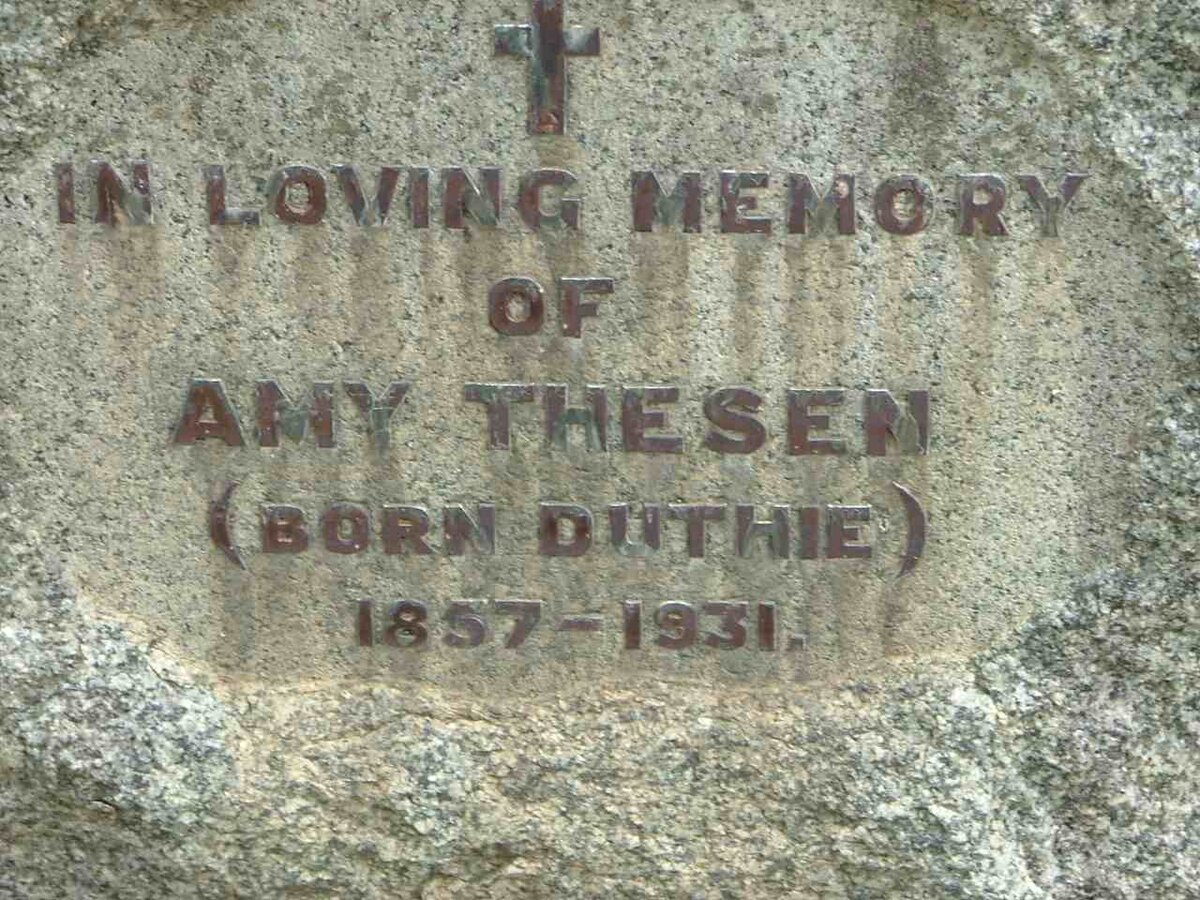 IN LOVING MEMORY
OF
AMY THESEN
(BORN DUTHIE)
1857-1931.